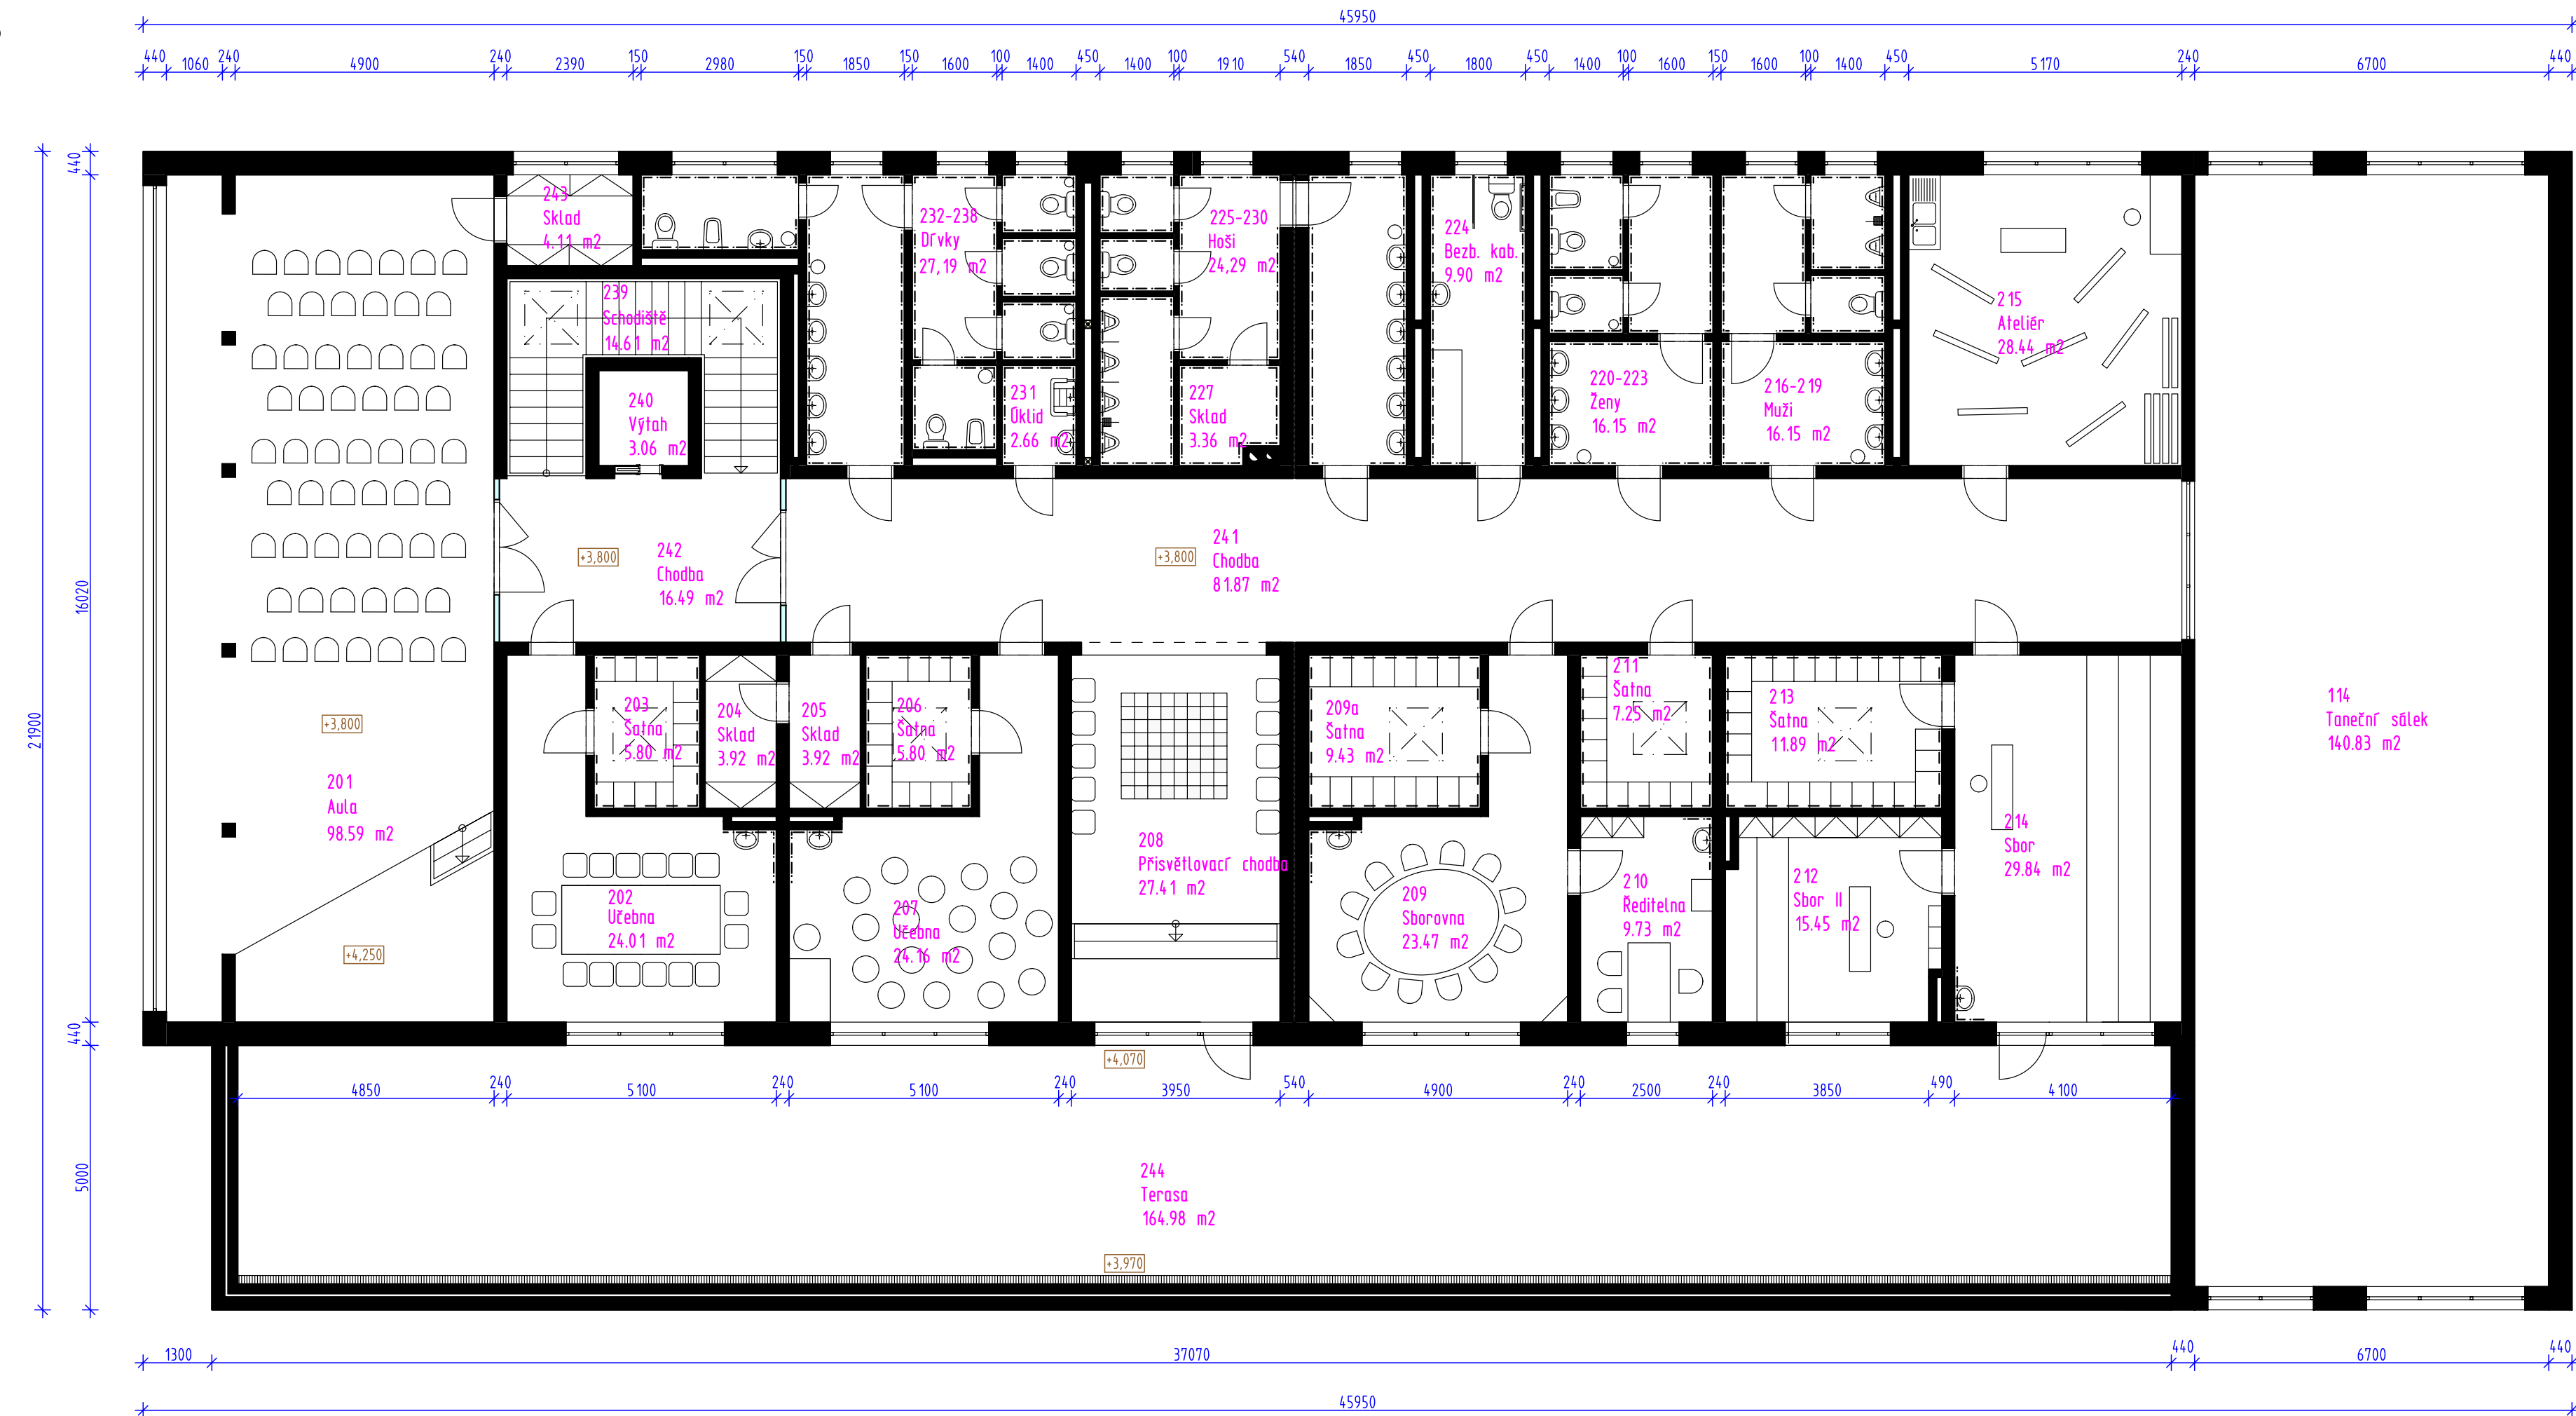 45950
440 1060 240 4900 240 2390 150 2980 150 1850 150 1600 100 1400 450 1400 100 1910 540 1850 450 1800 450 1400 100 1600 150 1600 100 1400 450 5170 240 6700 440
21900
440
16020
440
5000
243
Sklad
4.11 m2
232-238
Dívky
27,19 m2
225-230
Hoši
24,29 m2
224
Bezb. kab.
9.90 m2
239
Schodiště
14.61 m2
215
Ateliér
28.44 m2
240
Výtah
3.06 m2
231
Úklid
2.66 m2
227
Sklad
3.36 m2
220-223
Ženy
16.15 m2
216-219
Muži
16.15 m2
+3,800
242
Chodba
16.49 m2
+3,800
241
Chodba
81.87 m2
203
Šatna
5.80 m2
204
Sklad
3.92 m2
205
Sklad
3.92 m2
206
Šatna
5.80 m2
209a
Šatna
9.43 m2
211
Šatna
7.25 m2
213
Šatna
11.89 m2
114
Taneční sálek
140.83 m2
+3,800
201
Aula
98.59 m2
208
Přisvětlovací chodba
27.41 m2
214
Sbor
29.84 m2
202
Učebna
24.01 m2
207
Učebna
24.16 m2
209
Sborovna
23.47 m2
210
Ředitelna
9.73 m2
212
Sbor II
15.45 m2
+4,250
+4,070
4850 240 5100 240 5100 240 3950 540 4900 240 2500 240 3850 490 4100
244
Terasa
164.98 m2
+3,970
1300 37070 440 6700 440
45950